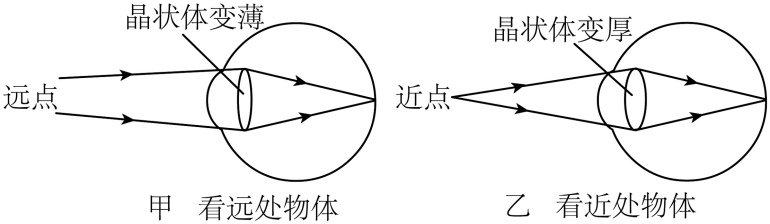 晶状体变薄
远点
甲 看远处物体
晶状体变厚
近点
乙 看近处物体